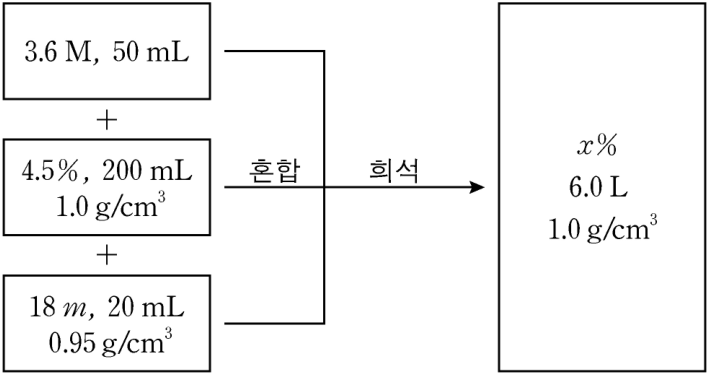 3.6 M, 50 mL
+
4.5%, 200 mL
1.0 g/cm³
+
18 m, 20 mL
0.95 g/cm³
혼합
희석
x%
6.0 L
1.0 g/cm³